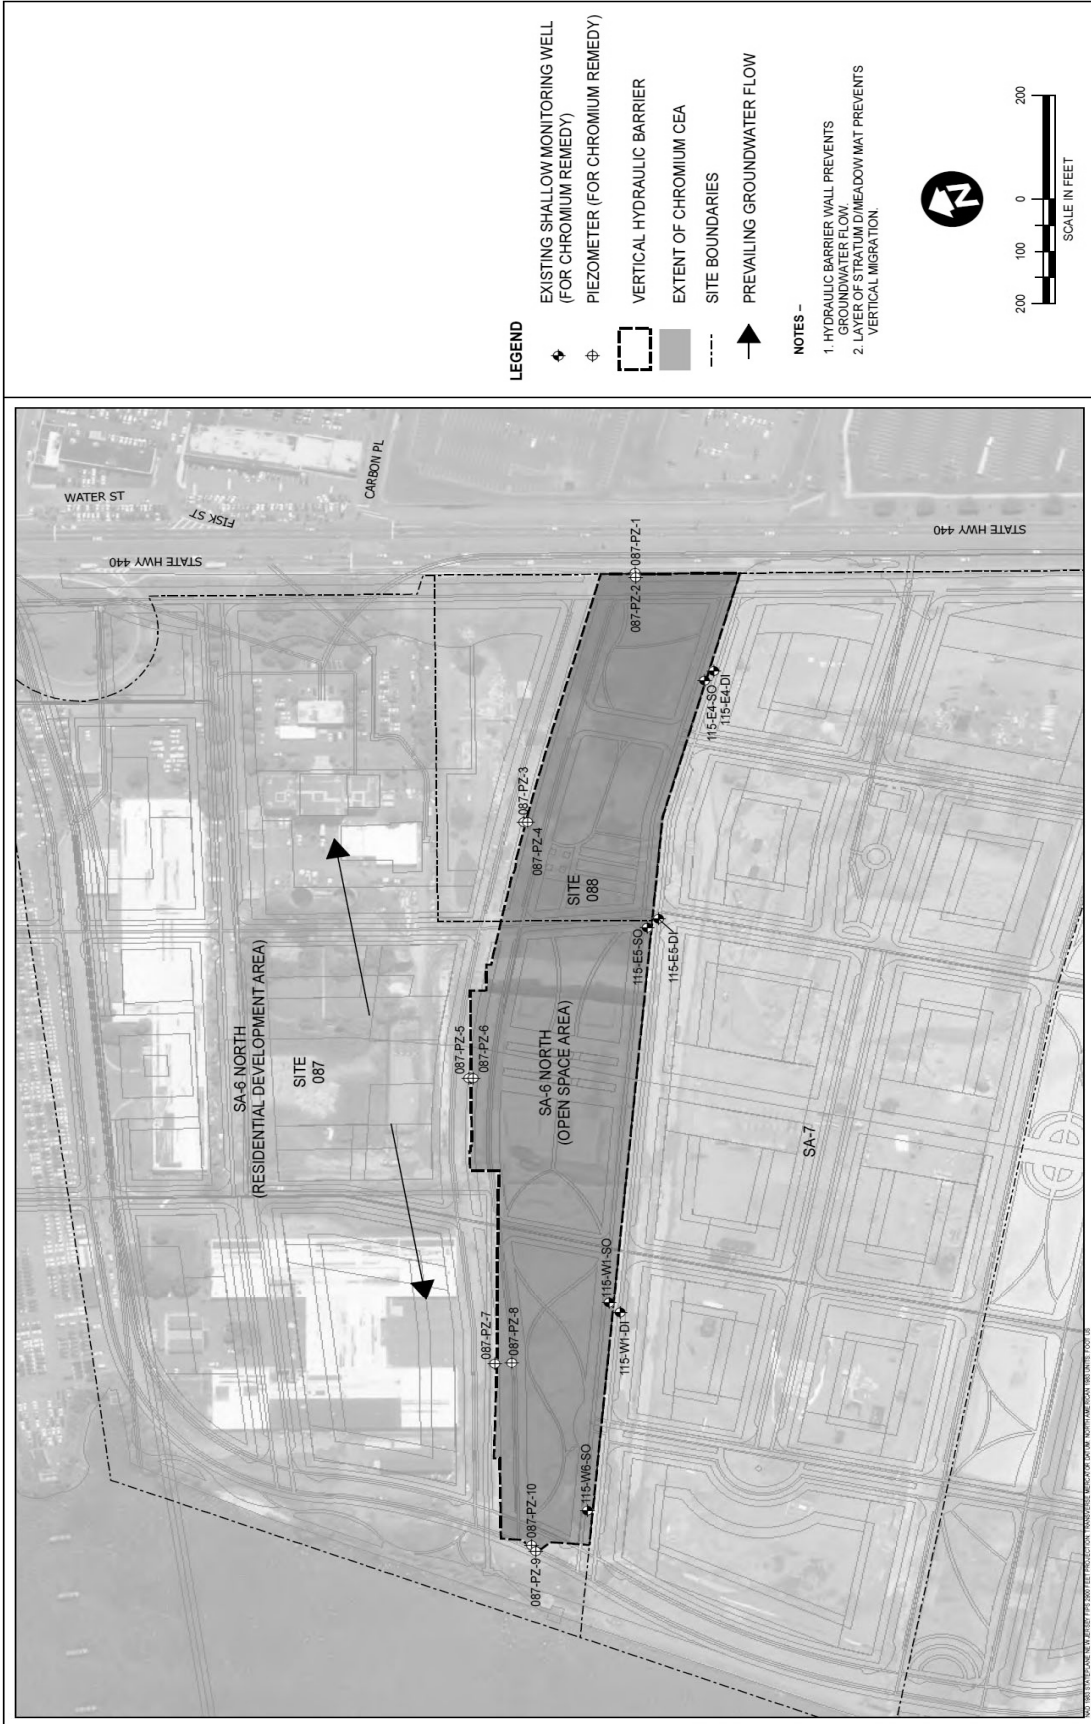 LEGEND
EXISTING SHALLOW MONITORING WELL
(FOR CHROMIUM REMEDY)
PIEZOMETER (FOR CHROMIUM REMEDY)
VERTICAL HYDRAULIC BARRIER
EXTENT OF CHROMIUM CEA
SITE BOUNDARIES
PREVAILING GROUNDWATER FLOW
NOTES –
1. HYDRAULIC BARRIER WALL PREVENTS
GROUNDWATER FLOW.
2. LAYER OF STRATUM D/MEADOW MAT PREVENTS
VERTICAL MIGRATION.
N
200 100 0 200
SCALE IN FEET
WATER ST
FISK ST
CARBON PL
STATE HWY 440
STATE HWY 440
SA-6 NORTH
(RESIDENTIAL DEVELOPMENT AREA)
SITE
087
087-PZ-1
087-PZ-2
087-PZ-3
087-PZ-4
SITE
088
087-PZ-5
087-PZ-6
SA-6 NORTH
(OPEN SPACE AREA)
087-PZ-7
087-PZ-8
087-PZ-10
087-PZ-9
115-E4-SO
115-E4-DI
115-E5-SO
115-E5-DI
115-W1-SO
115-W1-DI
115-W6-SO
SA-7